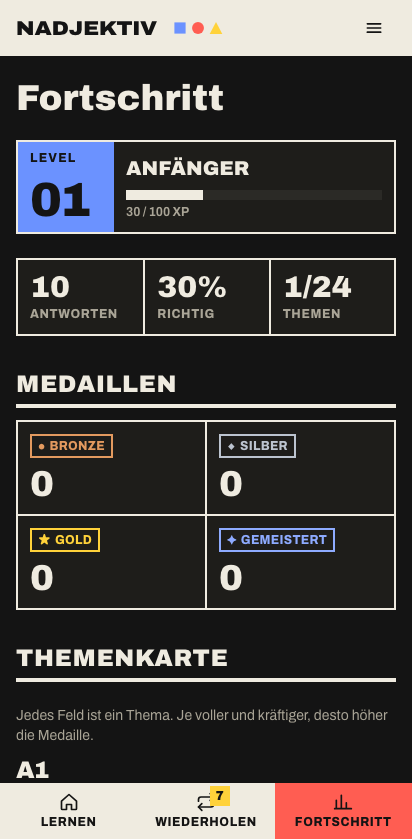 NADJEKTIV
Fortschritt
LEVEL
01
ANFÄNGER
30 / 100 XP
10
ANTWORTEN
30%
RICHTIG
1/24
THEMEN
MEDAILLEN
BRONZE
0
SILBER
0
GOLD
0
GEMEISTERT
0
THEMENKARTE
Jedes Feld ist ein Thema. Je voller und kräftiger, desto höher
die Medaille.
A1
LERNEN
7
WIEDERHOLEN
FORTSCHRITT